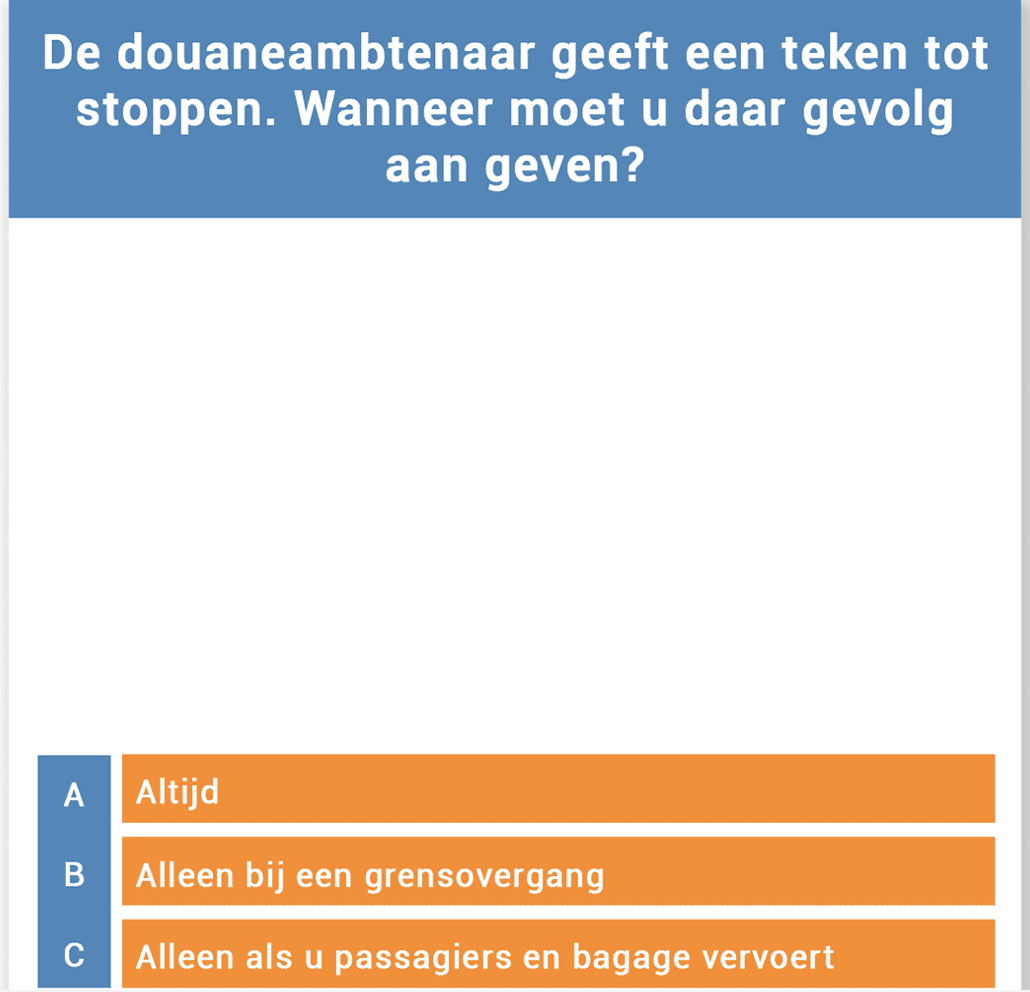 De douaneambtenaar geeft een teken tot
stoppen. Wanneer moet u daar gevolg
aan geven?
A Altijd
B Alleen bij een grensovergang
C Alleen als u passagiers en bagage vervoert